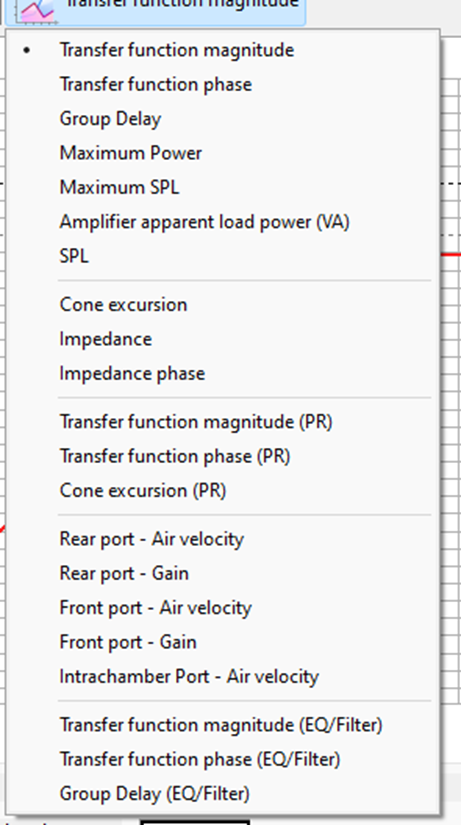 Transfer function magnitude
Transfer function magnitude
Transfer function phase
Group Delay
Maximum Power
Maximum SPL
Amplifier apparent load power (VA)
SPL
Cone excursion
Impedance
Impedance phase
Transfer function magnitude (PR)
Transfer function phase (PR)
Cone excursion (PR)
Rear port - Air velocity
Rear port - Gain
Front port - Air velocity
Front port - Gain
Intrachamber Port - Air velocity
Transfer function magnitude (EQ/Filter)
Transfer function phase (EQ/Filter)
Group Delay (EQ/Filter)